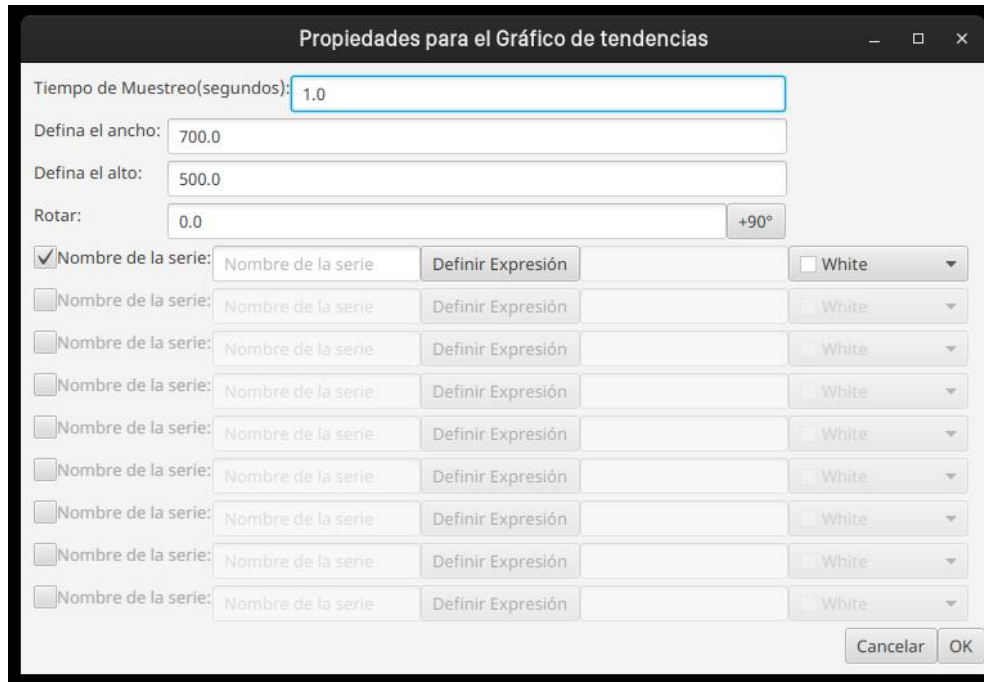 Propiedades para el Gráfico de tendencias
Tiempo de Muestreo(segundos): 1.0
Defina el ancho: 700.0
Defina el alto: 500.0
Rotar: 0.0 +90°
Nombre de la serie: Nombre de la serie Definir Expresión White
Nombre de la serie: Nombre de la serie Definir Expresión White
Nombre de la serie: Nombre de la serie Definir Expresión White
Nombre de la serie: Nombre de la serie Definir Expresión White
Nombre de la serie: Nombre de la serie Definir Expresión White
Nombre de la serie: Nombre de la serie Definir Expresión White
Nombre de la serie: Nombre de la serie Definir Expresión White
Nombre de la serie: Nombre de la serie Definir Expresión White
Nombre de la serie: Nombre de la serie Definir Expresión White
Cancelar OK